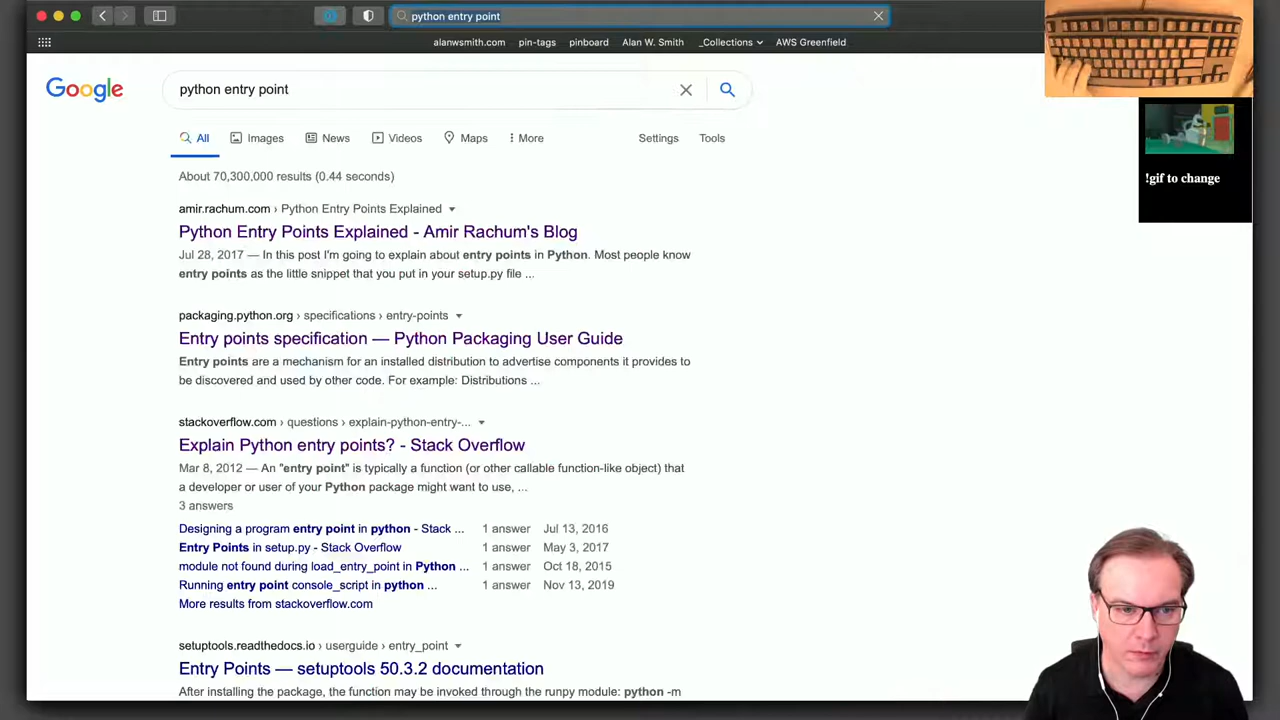 python entry point
alanwsmith.com pin-tags pinboard Alan W. Smith _Collections AWS Greenfield
Google
python entry point
All Images News Videos Maps More Settings Tools
About 70,300,000 results (0.44 seconds)
amir.rachum.com › Python Entry Points Explained
Python Entry Points Explained - Amir Rachum's Blog
Jul 28, 2017 — In this post I'm going to explain about entry points in Python. Most people know
entry points as the little snippet that you put in your setup.py file ...
packaging.python.org › specifications › entry-points
Entry points specification — Python Packaging User Guide
Entry points are a mechanism for an installed distribution to advertise components it provides to
be discovered and used by other code. For example: Distributions ...
stackoverflow.com › questions › explain-python-entry-...
Explain Python entry points? - Stack Overflow
Mar 8, 2012 — An "entry point" is typically a function (or other callable function-like object) that
a developer or user of your Python package might want to use, ...
3 answers
Designing a program entry point in python - Stack ... 1 answer Jul 13, 2016
Entry Points in setup.py - Stack Overflow 1 answer May 3, 2017
module not found during load_entry_point in Python ... 1 answer Oct 18, 2015
Running entry point console_script in python ... 1 answer Nov 13, 2019
More results from stackoverflow.com
setuptools.readthedocs.io › userguide › entry_point
Entry Points — setuptools 50.3.2 documentation
After installing the package, the function may be invoked through the runpy module: python -m
!gif to change